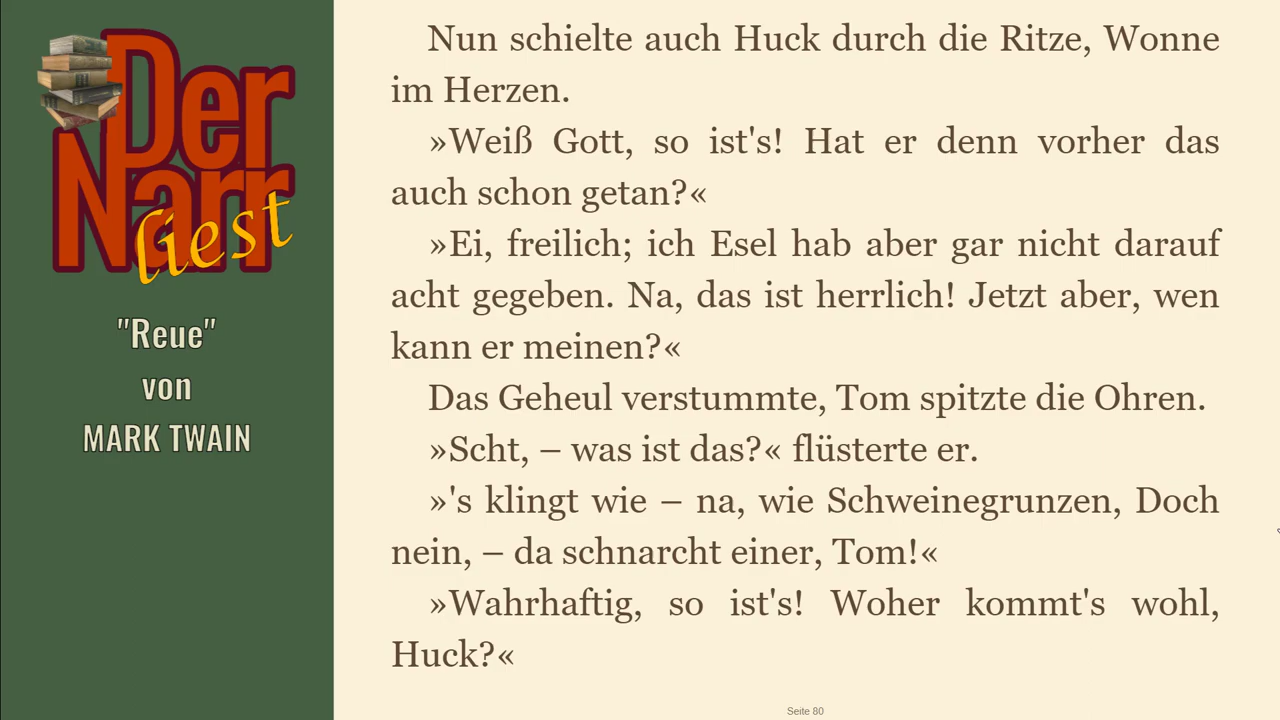 Der
Narr
liest
"Reue"
von
MARK TWAIN
Nun schielte auch Huck durch die Ritze, Wonne
im Herzen.
»Weiß Gott, so ist's! Hat er denn vorher das
auch schon getan?«
»Ei, freilich; ich Esel hab aber gar nicht darauf
acht gegeben. Na, das ist herrlich! Jetzt aber, wen
kann er meinen?«
Das Geheul verstummte, Tom spitzte die Ohren.
»Scht, – was ist das?« flüsterte er.
»'s klingt wie – na, wie Schweinegrunzen, Doch
nein, – da schnarcht einer, Tom!«
»Wahrhaftig, so ist's! Woher kommt's wohl,
Huck?«
Seite 80